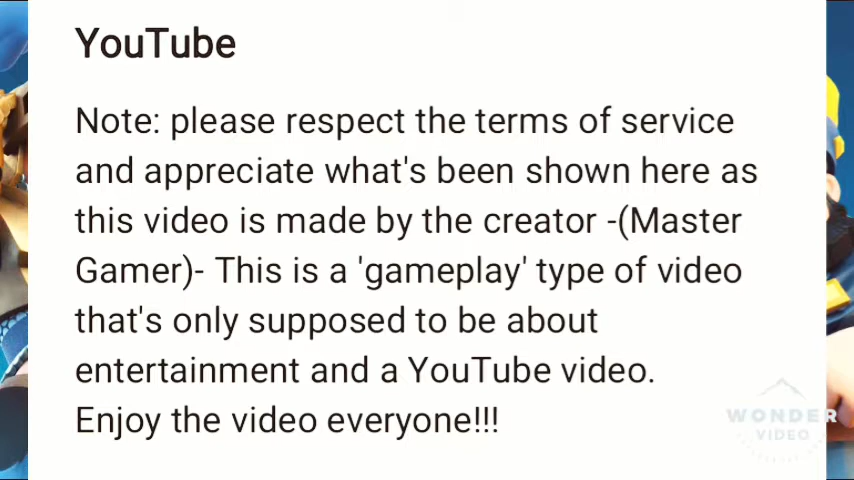 YouTube
Note: please respect the terms of service
and appreciate what's been shown here as
this video is made by the creator -(Master
Gamer)- This is a 'gameplay' type of video
that's only supposed to be about
entertainment and a YouTube video.
Enjoy the video everyone!!!
WONDER
VIDEO